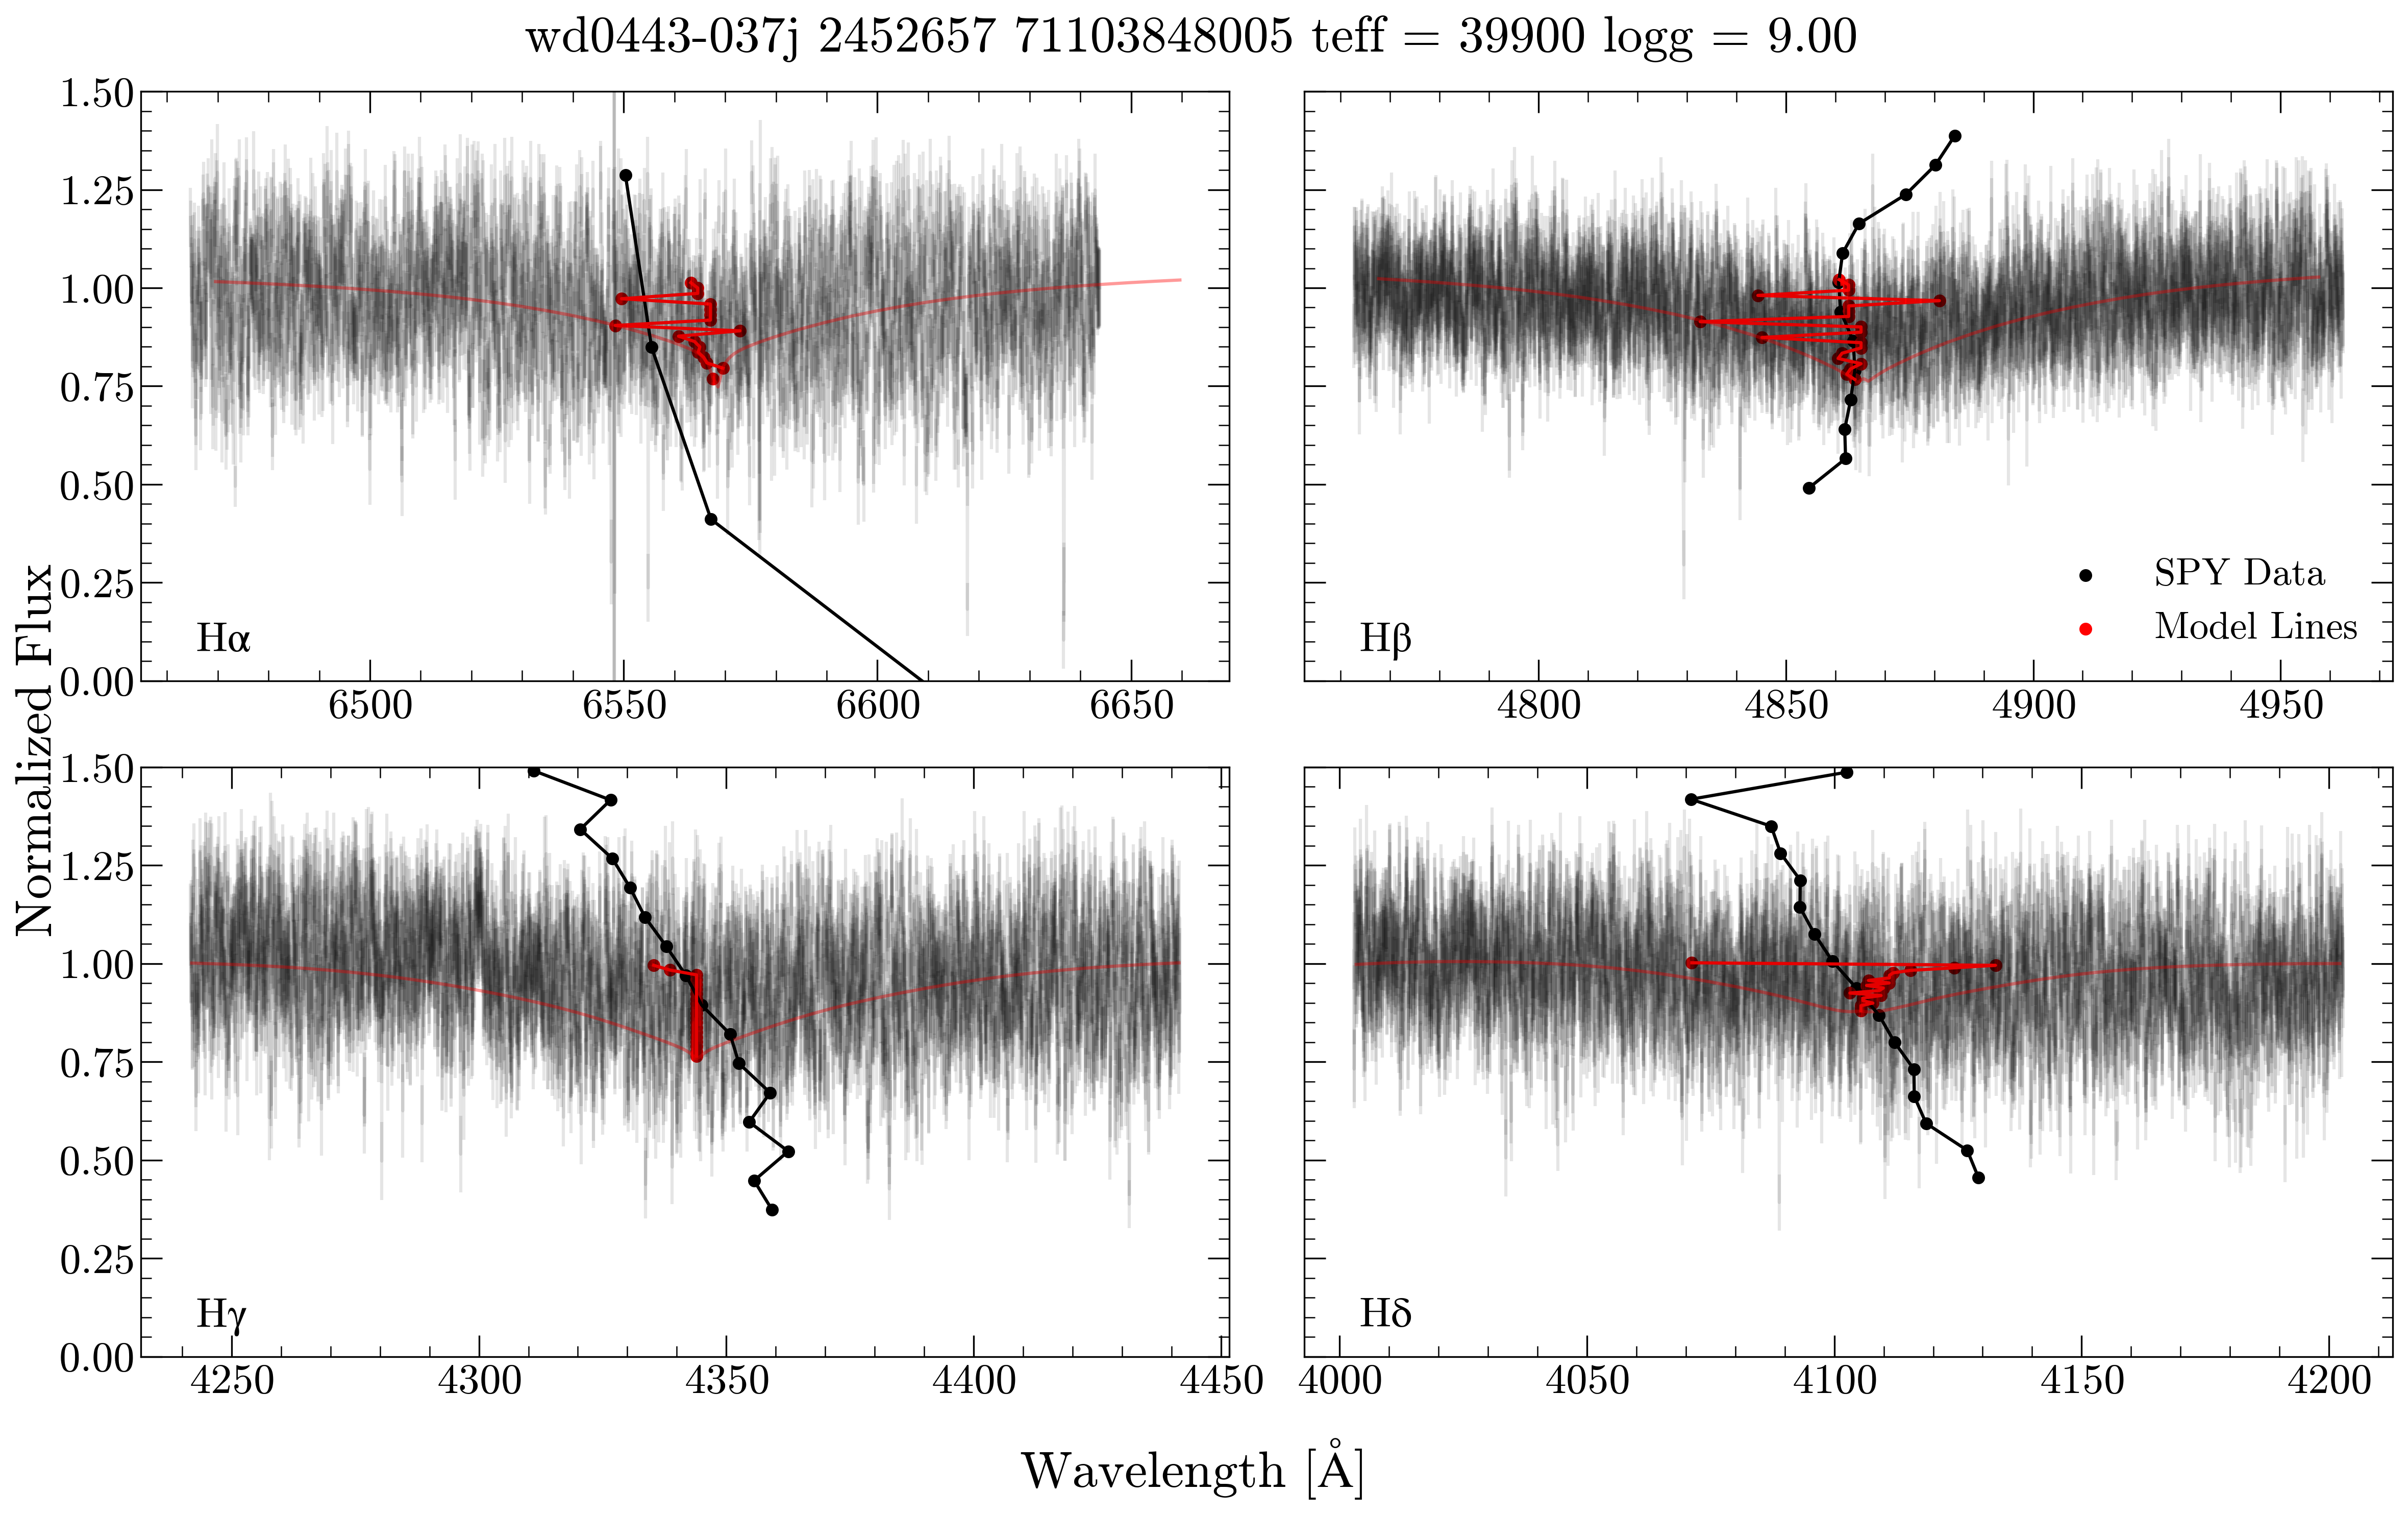 wd0443-037j 2452657 71103848005 teff = 39900 logg = 9.00
Normalized Flux
1.50
1.25
1.00
0.75
0.50
0.25
0.00
Hα
6500 6550 6600 6650
SPY Data
Model Lines
Hβ
4800 4850 4900 4950
1.50
1.25
1.00
0.75
0.50
0.25
0.00
Hγ
4250 4300 4350 4400 4450
Hδ
4000 4050 4100 4150 4200
Wavelength [Å]